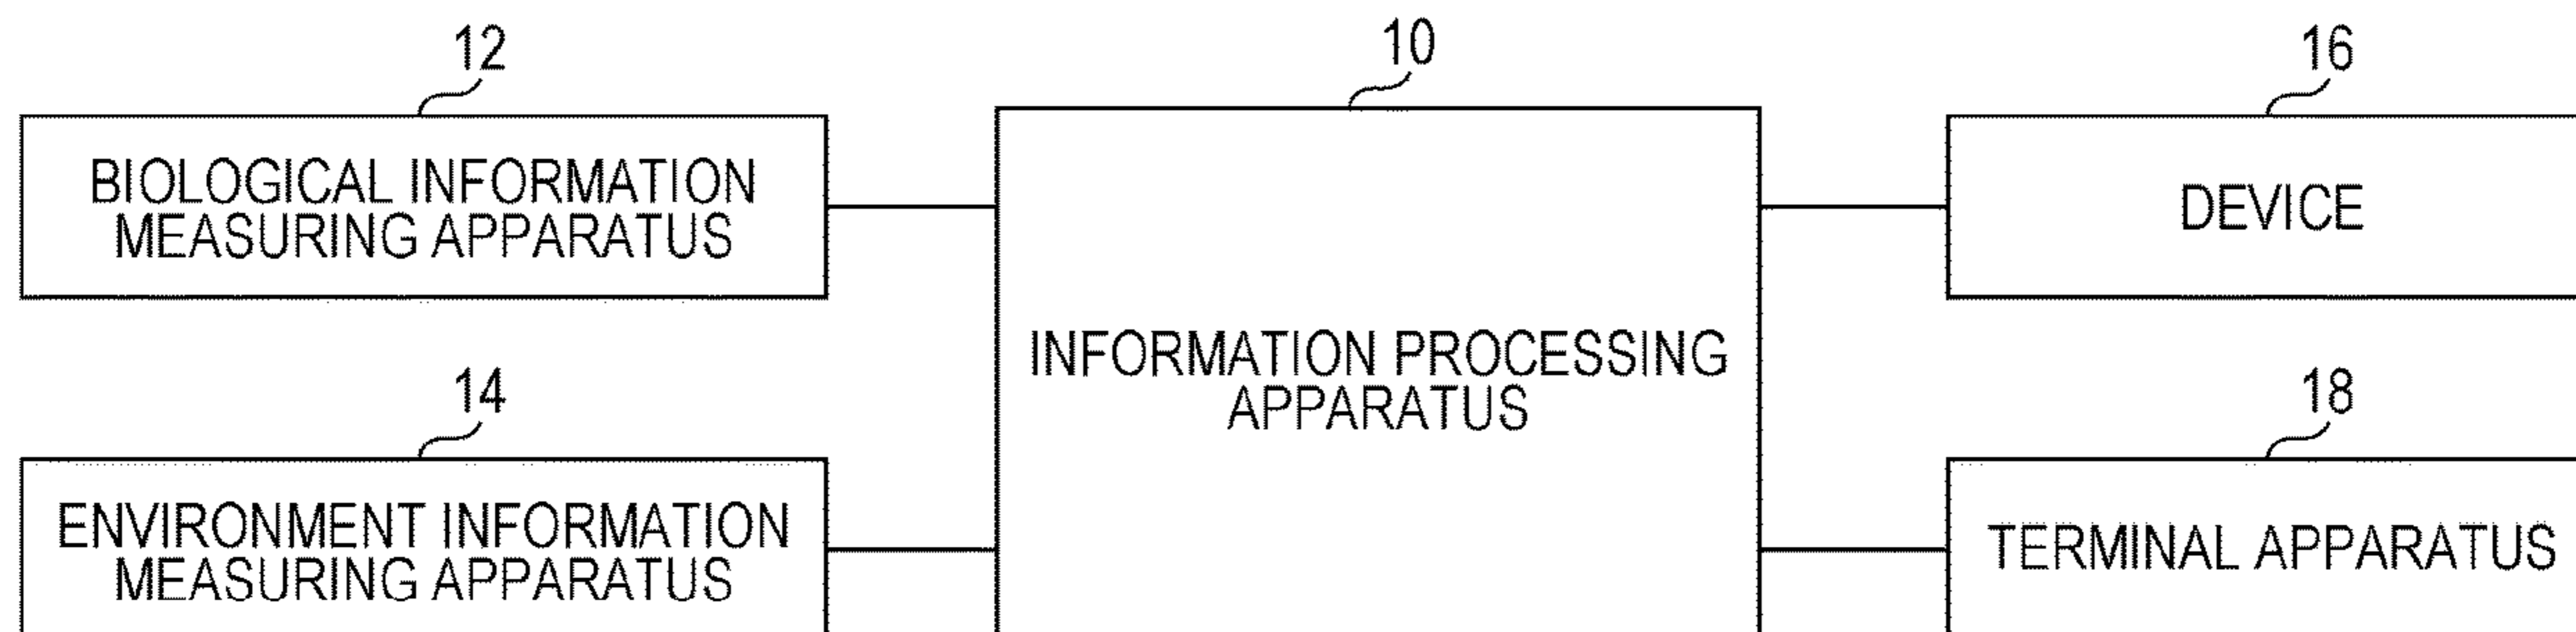 12
BIOLOGICAL INFORMATION
MEASURING APPARATUS
14
ENVIRONMENT INFORMATION
MEASURING APPARATUS
10
INFORMATION PROCESSING
APPARATUS
16
DEVICE
18
TERMINAL APPARATUS